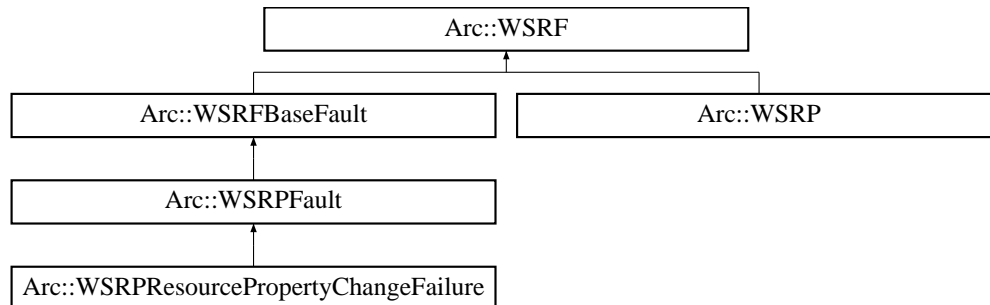 Arc::WSRF
Arc::WSRFBaseFault
Arc::WSRP
Arc::WSRPFault
Arc::WSRPResourcePropertyChangeFailure